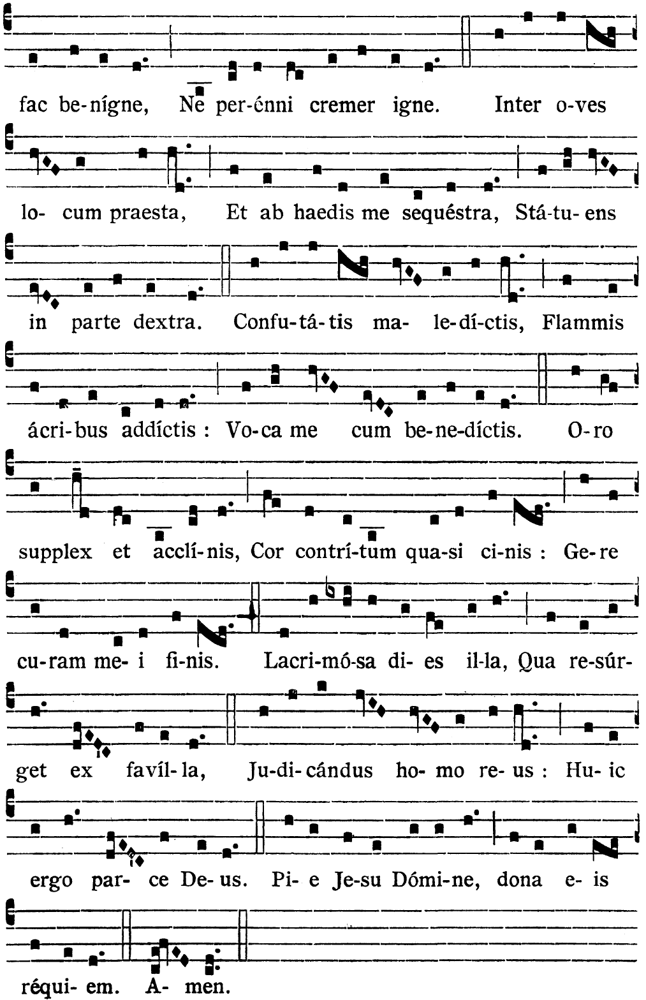 fac be-nígne, Ne per-énni cremer igne. Inter o-ves
lo- cum praesta, Et ab haedis me sequéstra, Stá-tu-ens
in parte dextra. Confu-tá-tis ma- le-dí-ctis, Flammis
ácri-bus addíctis : Vo-ca me cum be-ne-díctis. O-ro
supplex et acclí-nis, Cor contrí-tum qua-si ci-nis : Ge-re
cu-ram me-i fi-nis. Lacri-mó-sa di- es il-la, Qua re-súr-
get ex favíl-la, Ju-di-cándus ho-mo re-us : Hu-ic
ergo par- ce De-us. Pi- e Je-su Dómi-ne, dona e- is
réqui- em. A- men.